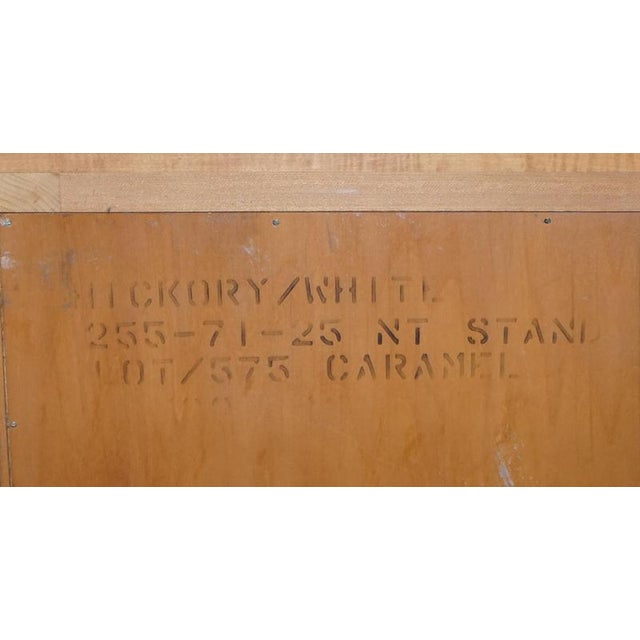 HICKORY/WHITE
255-71-25 NT STAND
LOT/575 CARAMEL